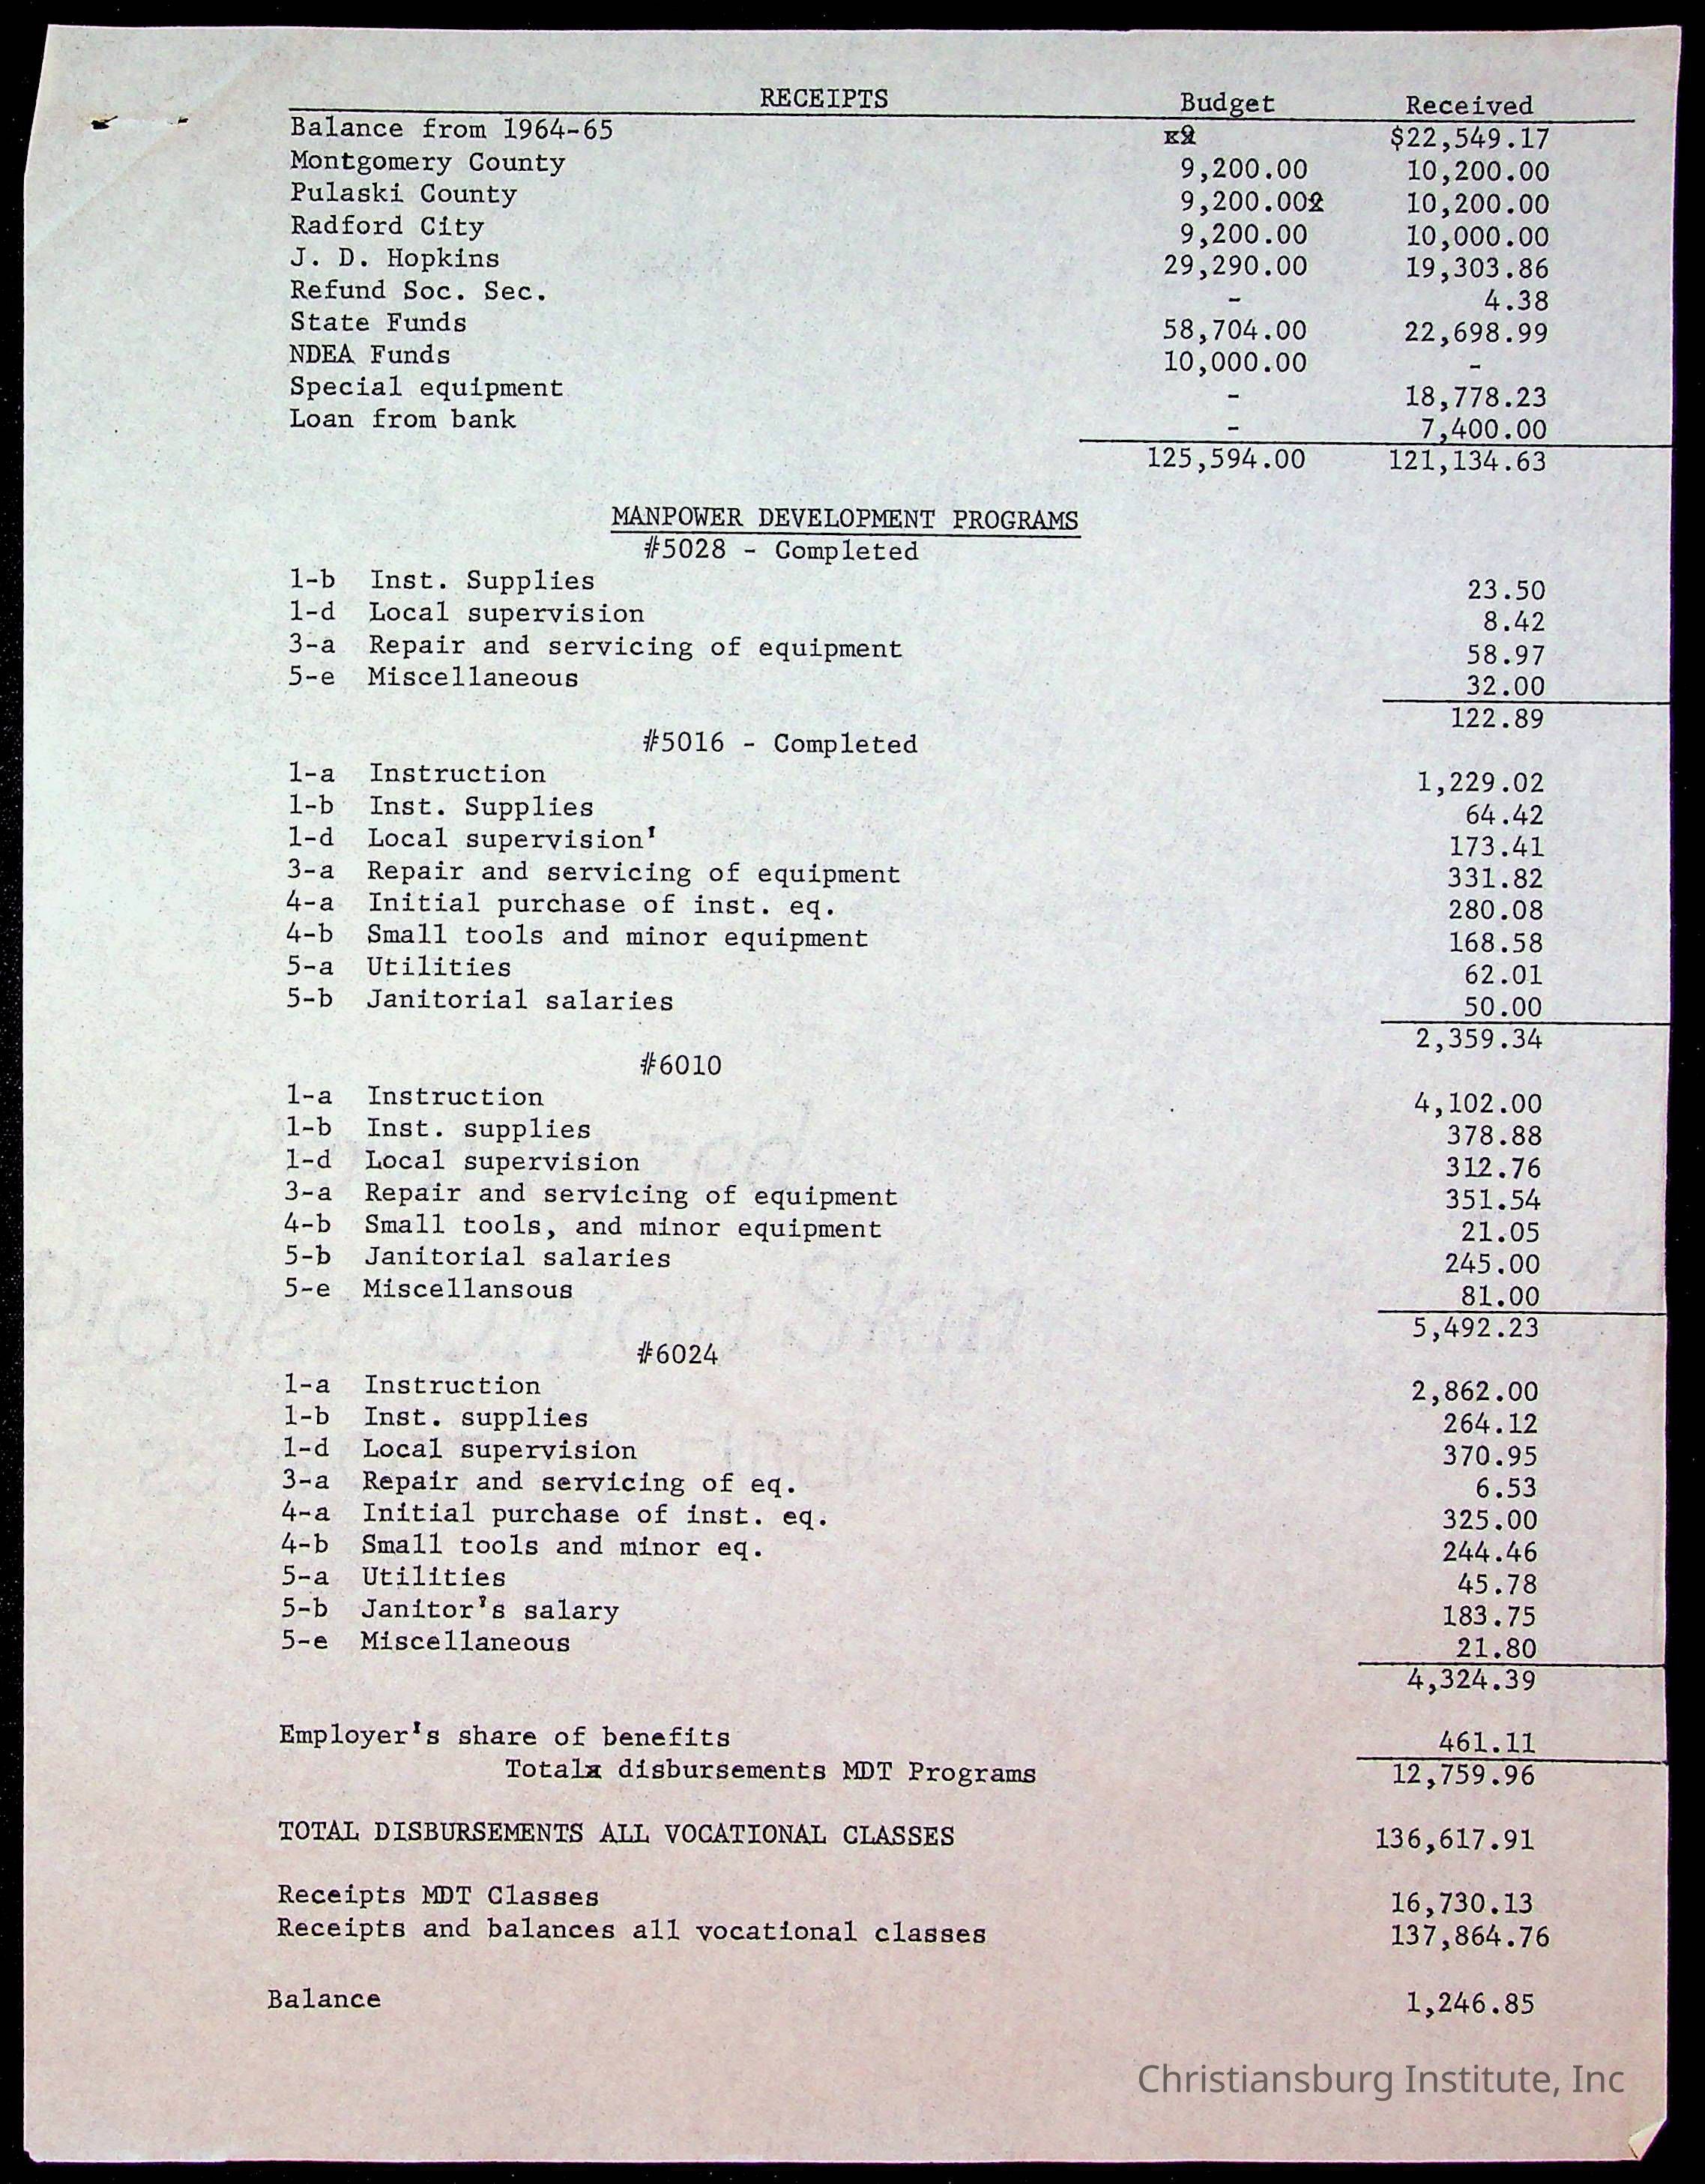 RECEIPTS Budget Received
Balance from 1964-65 $22,549.17
Montgomery County 9,200.00 10,200.00
Pulaski County 9,200.00 10,200.00
Radford City 9,200.00 10,000.00
J. D. Hopkins 29,290.00 19,303.86
Refund Soc. Sec. - 4.38
State Funds 58,704.00 22,698.99
NDEA Funds 10,000.00 -
Special equipment - 18,778.23
Loan from bank - 7,400.00
125,594.00 121,134.63
MANPOWER DEVELOPMENT PROGRAMS
#5028 - Completed
1-b Inst. Supplies 23.50
1-d Local supervision 8.42
3-a Repair and servicing of equipment 58.97
5-e Miscellaneous 32.00
122.89
#5016 - Completed
1-a Instruction 1,229.02
1-b Inst. Supplies 64.42
1-d Local supervision' 173.41
3-a Repair and servicing of equipment 331.82
4-a Initial purchase of inst. eq. 280.08
4-b Small tools and minor equipment 168.58
5-a Utilities 62.01
5-b Janitorial salaries 50.00
2,359.34
#6010
1-a Instruction 4,102.00
1-b Inst. supplies 378.88
1-d Local supervision 312.76
3-a Repair and servicing of equipment 351.54
4-b Small tools, and minor equipment 21.05
5-b Janitorial salaries 245.00
5-e Miscellansous 81.00
5,492.23
#6024
1-a Instruction 2,862.00
1-b Inst. supplies 264.12
1-d Local supervision 370.95
3-a Repair and servicing of eq. 6.53
4-a Initial purchase of inst. eq. 325.00
4-b Small tools and minor eq. 244.46
5-a Utilities 45.78
5-b Janitor's salary 183.75
5-e Miscellaneous 21.80
4,324.39
Employer's share of benefits 461.11
Total disbursements MDT Programs 12,759.96
TOTAL DISBURSEMENTS ALL VOCATIONAL CLASSES 136,617.91
Receipts MDT Classes 16,730.13
Receipts and balances all vocational classes 137,864.76
Balance 1,246.85
Christiansburg Institute, Inc